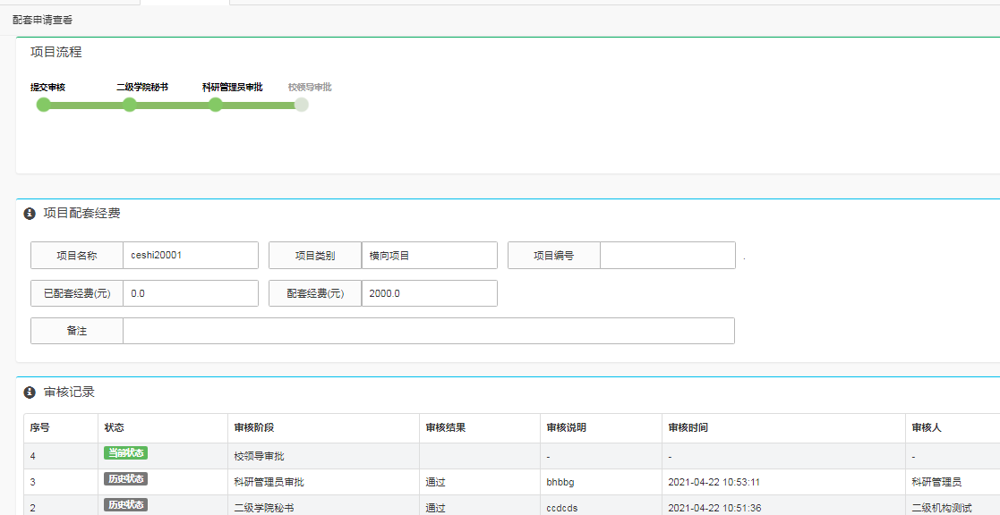 配套申请查看
项目流程
提交审核 二级学院秘书 科研管理员审批 校领导审批
项目配套经费
项目名称 ceshi20001 项目类别 横向项目 项目编号 .
已配套经费(元) 0.0 配套经费(元) 2000.0
备注
审核记录
序号 状态 审核阶段 审核结果 审核说明 审核时间 审核人
4 当前状态 校领导审批 - - -
3 历史状态 科研管理员审批 通过 bhbbg 2021-04-22 10:53:11 科研管理员
2 历史状态 二级学院秘书 通过 ccdcds 2021-04-22 10:51:36 二级机构测试